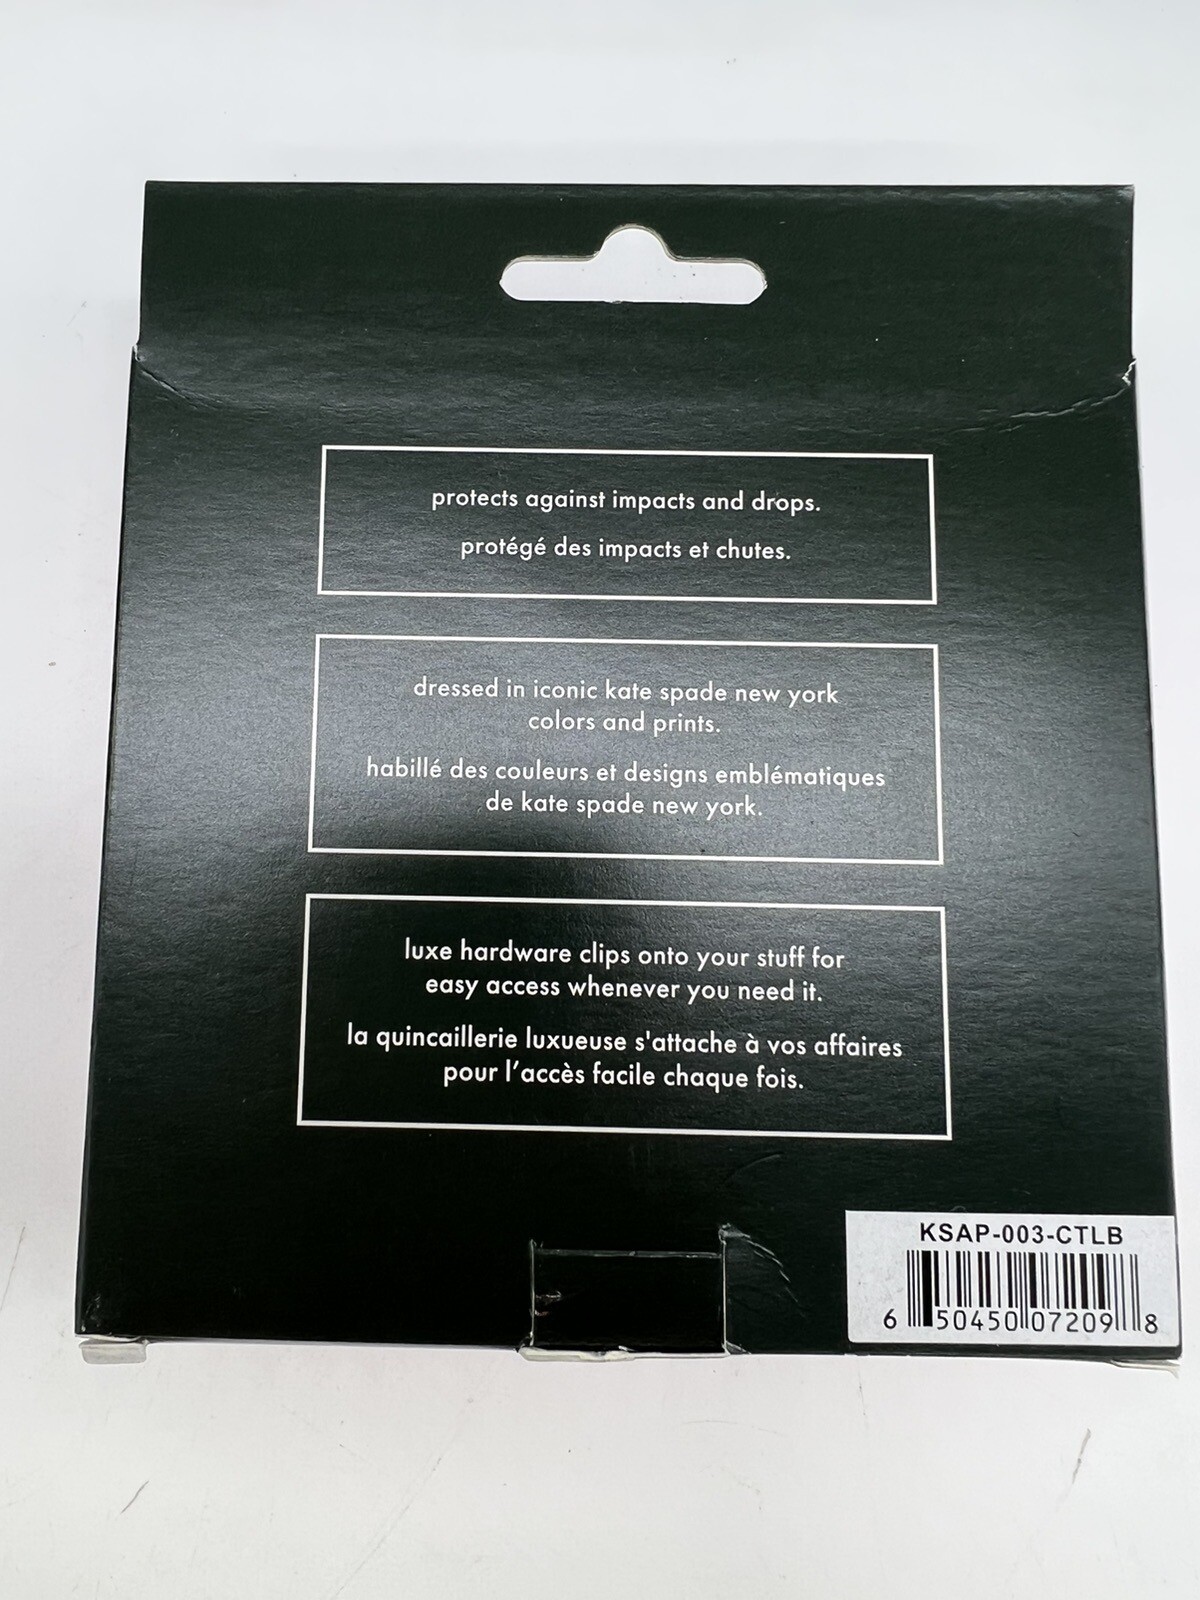 protects against impacts and drops.
protégé des impacts et chutes.
dressed in iconic kate spade new york
colors and prints.
habillé des couleurs et designs emblématiques
de kate spade new york.
luxe hardware clips onto your stuff for
easy access whenever you need it.
la quincaillerie luxueuse s'attache à vos affaires
pour l’accès facile chaque fois.
KSAP-003-CTLB
6 50450 07209 8